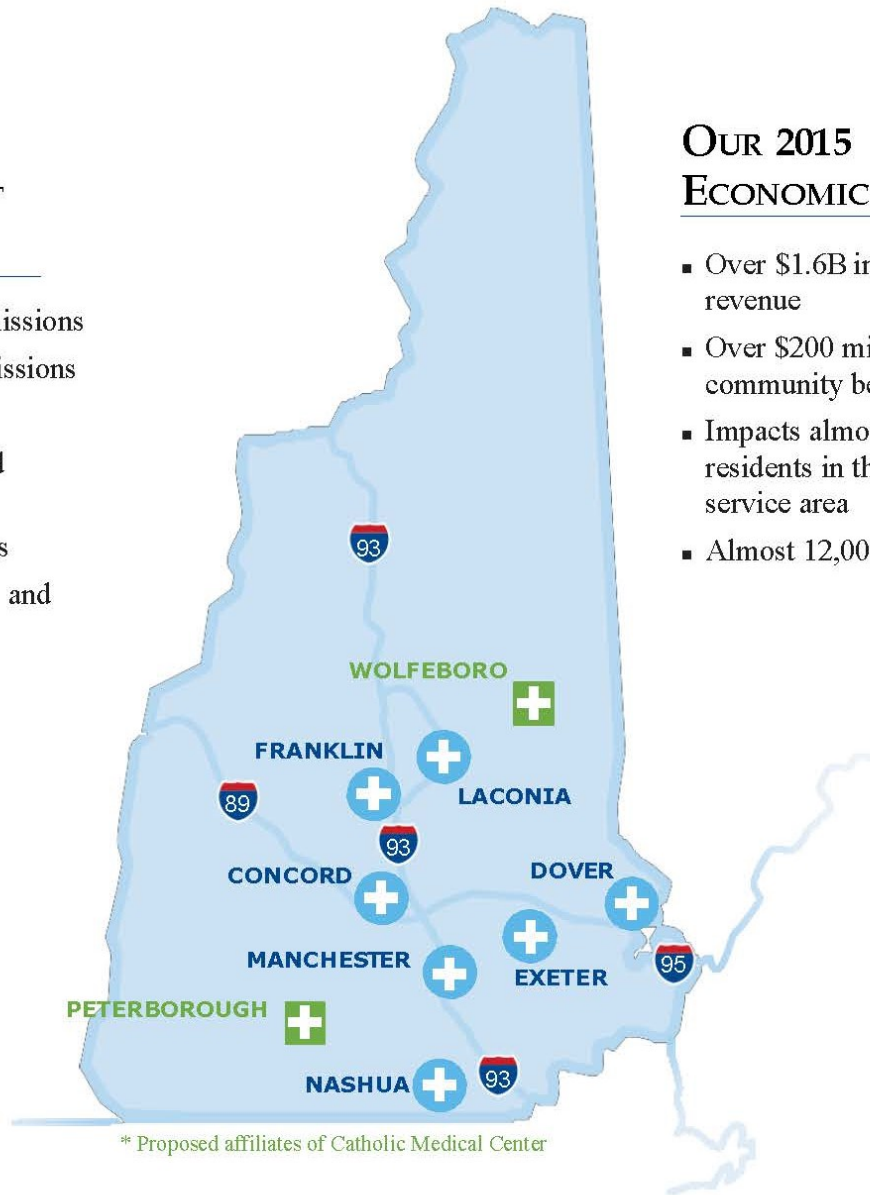 issions
issions
s
and
OUR 2015
ECONOMIC
▪ Over $1.6B in
revenue
▪ Over $200 mi
community be
▪ Impacts almo
residents in th
service area
▪ Almost 12,00
93
WOLFEBORO
FRANKLIN
LACONIA
89
93
CONCORD
DOVER
MANCHESTER
EXETER
95
PETERBOROUGH
NASHUA
93
* Proposed affiliates of Catholic Medical Center